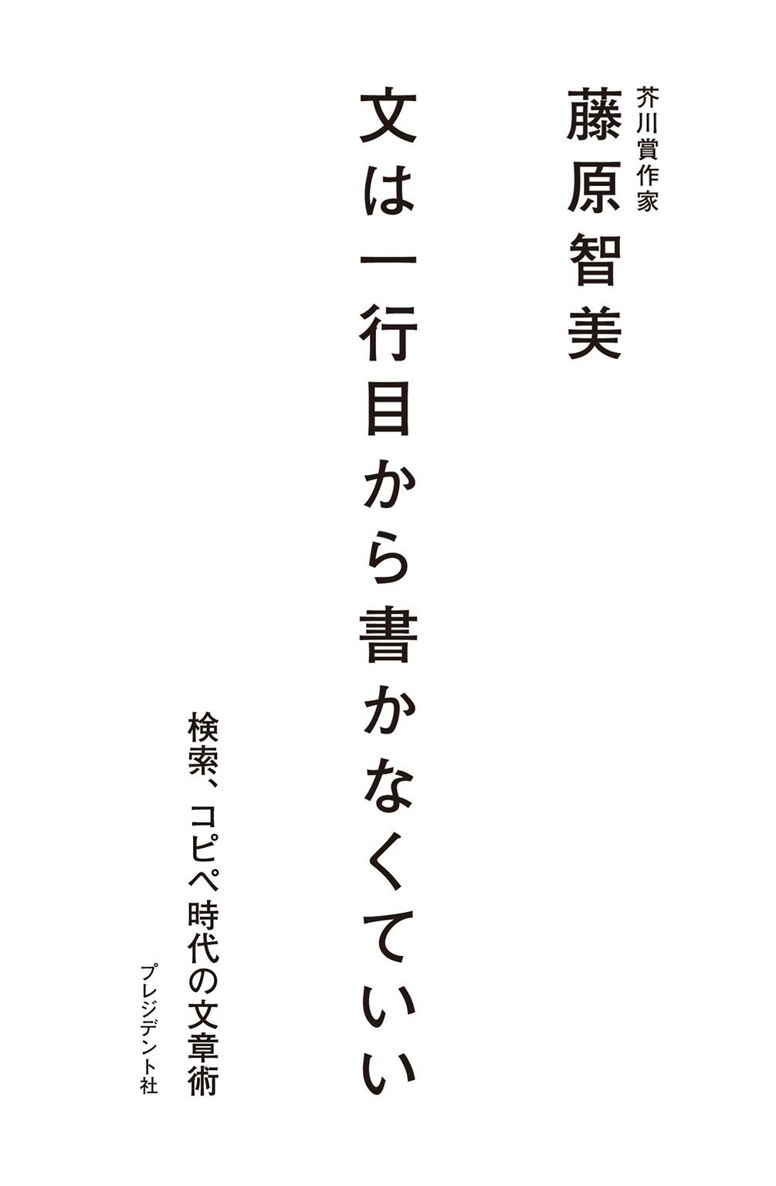 芥川賞作家
藤原智美
文は一行目から書かなくていい
検索、コピペ時代の文章術
プレジデント社